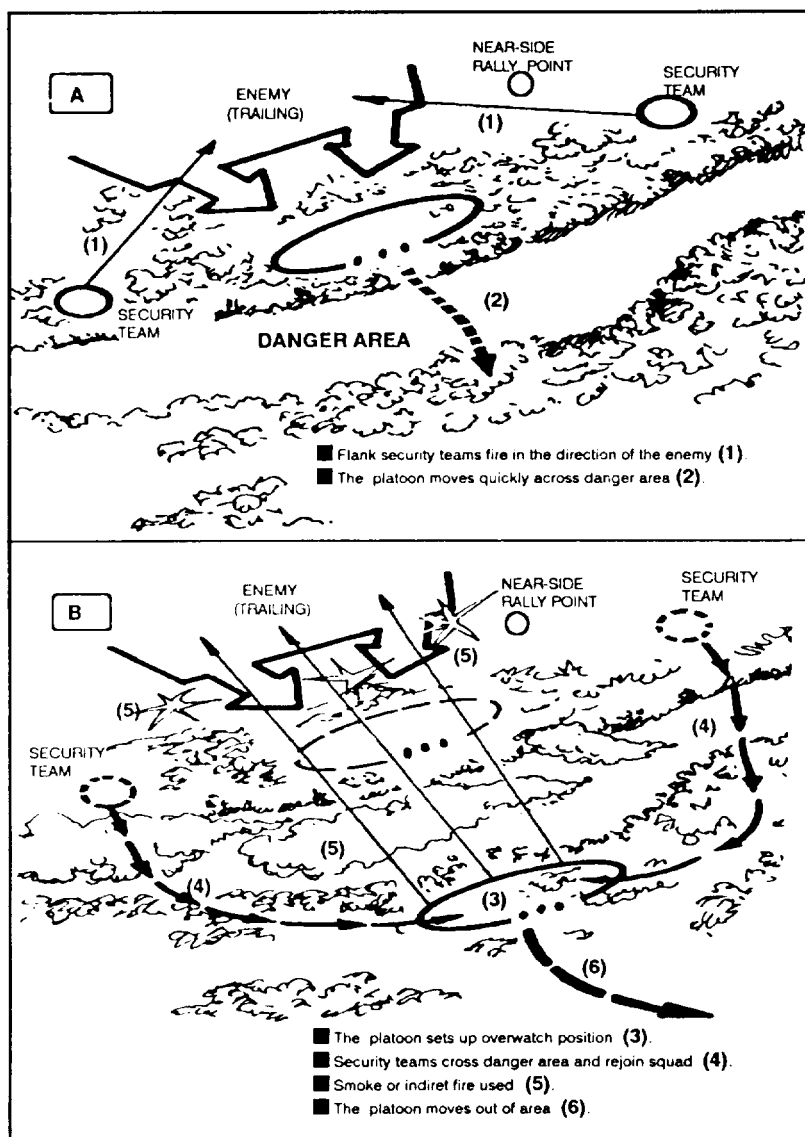 A
NEAR-SIDE
RALLY POINT
SECURITY
TEAM
ENEMY
(TRAILING)
(1)
(1)
SECURITY
TEAM
(2)
DANGER AREA
Flank security teams fire in the direction of the enemy (1).
The platoon moves quickly across danger area (2).
B
ENEMY
(TRAILING)
NEAR-SIDE
RALLY POINT
SECURITY
TEAM
(5)
(5)
SECURITY
TEAM
(4)
(5)
(4)
(3)
(6)
The platoon sets up overwatch position (3).
Security teams cross danger area and rejoin squad (4).
Smoke or indiret fire used (5).
The platoon moves out of area (6).